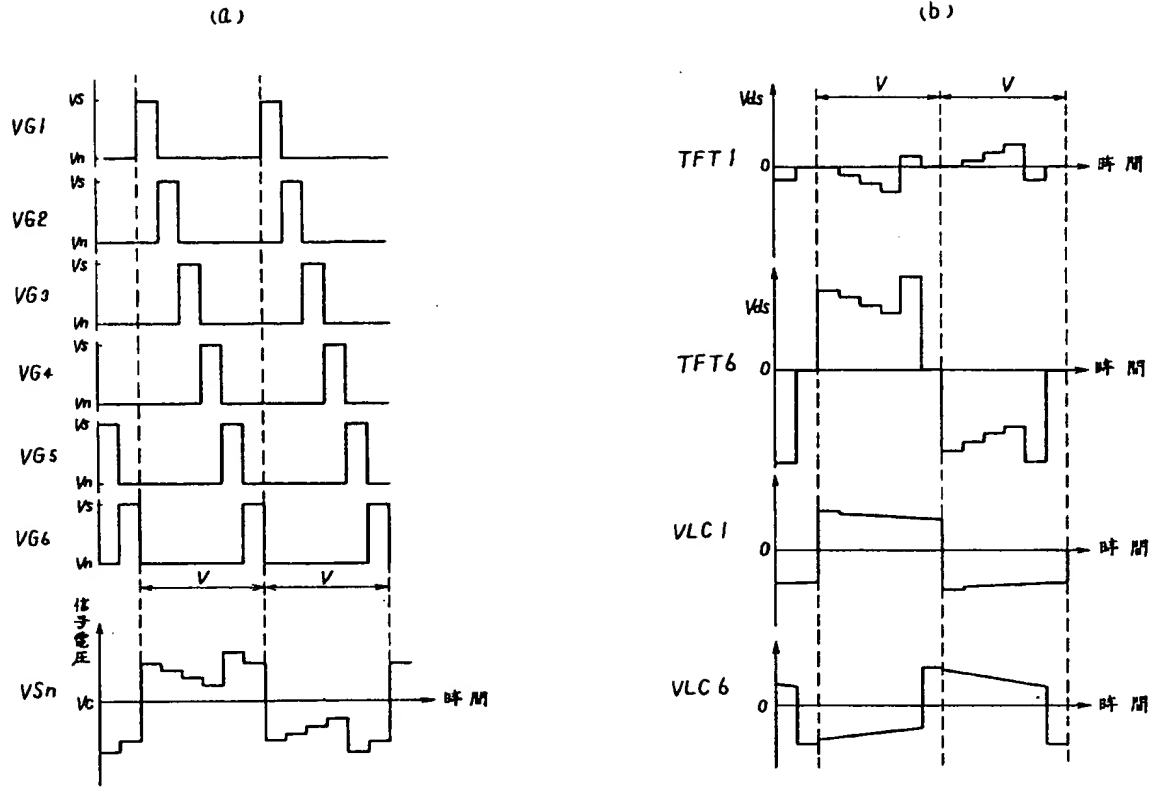 (a)
VS
VG1
Vn
Vs
VG2
Vn
Vs
VG3
Vn
Vs
VG4
Vn
Vs
VG5
Vn
Vs
VG6
Vn
V V
信号電圧
VSn
Vc
時間
(b)
V V
Vds
TFT1
0
時間
Vds
TFT6
0
時間
VLC1
0
時間
VLC6
0
時間